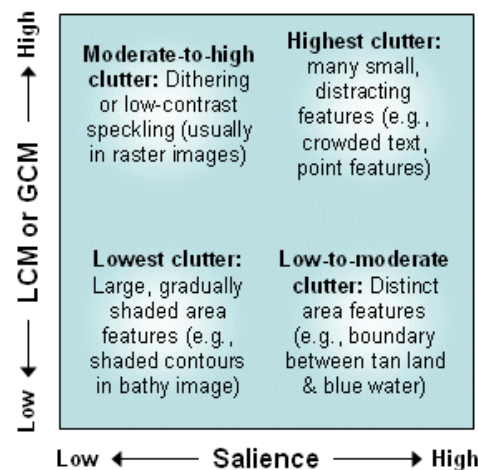 High
LCM or GCM
Low
Moderate-to-high
clutter: Dithering
or low-contrast
speckling (usually
in raster images)
Highest clutter:
many small,
distracting
features (e.g.,
crowded text,
point features)
Lowest clutter:
Large, gradually
shaded area
features (e.g.,
shaded contours
in bathy image)
Low-to-moderate
clutter: Distinct
area features
(e.g., boundary
between tan land
& blue water)
Low Salience High